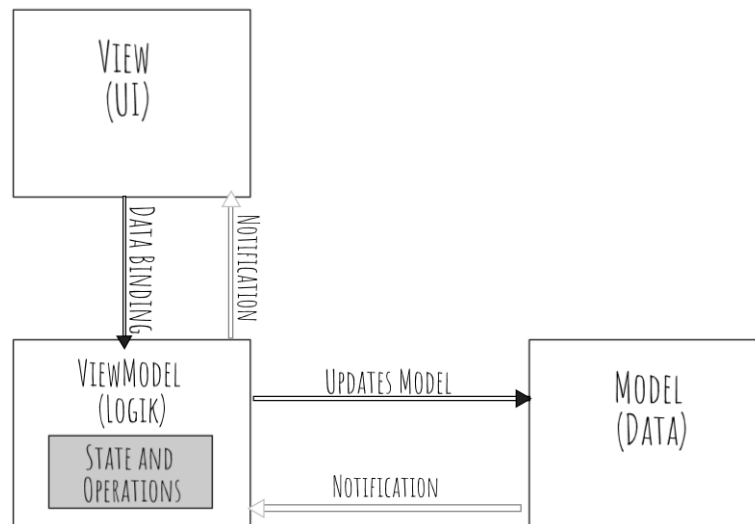 View
(UI)
Data Binding
Notification
ViewModel
(Logik)
State and
Operations
Updates Model
Notification
Model
(Data)